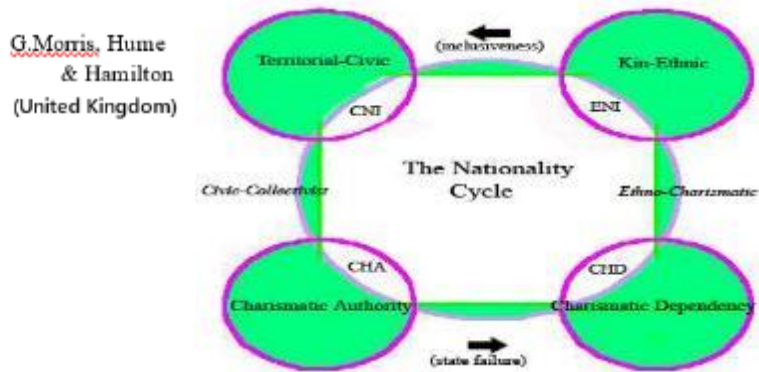 G.Morris, Hume
& Hamilton
(United Kingdom)
Territorial-Civic
(inclusiveness)
Kin-Ethnic
CNI
ENI
The Nationality
Cycle
Civic-Collectivist
Ethno-Charismatic
CHA
CHD
Charismatic Authority
Charismatic Dependency
(state failure)